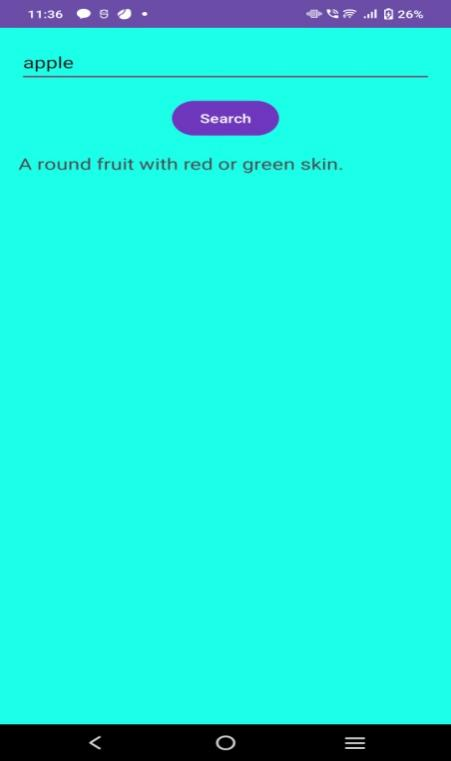 11:36 26%
apple
Search
A round fruit with red or green skin.